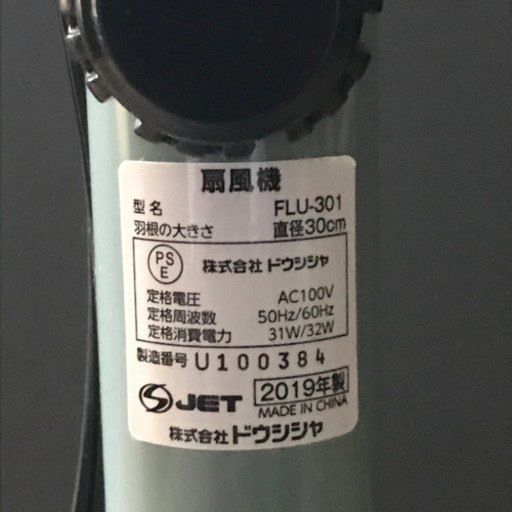 扇風機
型名 FLU-301
羽根の大きさ 直径30cm
PS E 株式会社 ドウシシャ
定格電圧 AC100V
定格周波数 50Hz/60Hz
定格消費電力 31W/32W
製造番号 U100384
S JET 2019年製
MADE IN CHINA
株式会社 ドウシシャ